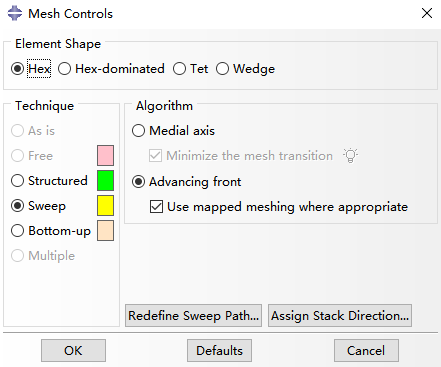 Mesh Controls
Element Shape
Hex Hex-dominated Tet Wedge
Technique
As is
Free
Structured
Sweep
Bottom-up
Multiple
Algorithm
Medial axis
Minimize the mesh transition
Advancing front
Use mapped meshing where appropriate
Redefine Sweep Path... Assign Stack Direction...
OK Defaults Cancel